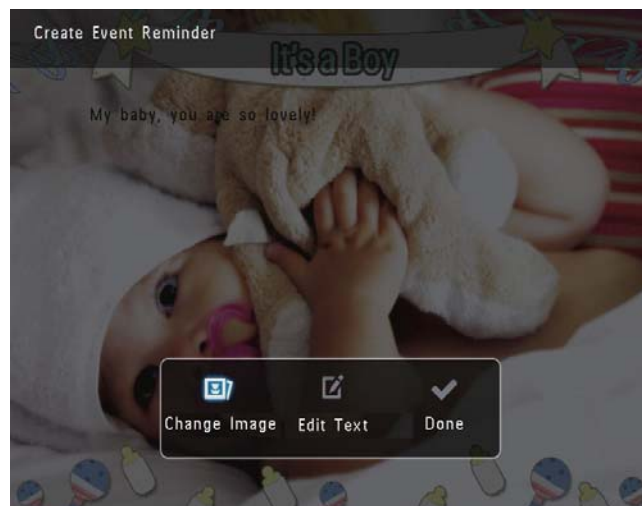 Create Event Reminder
It's a Boy
My baby, you are so lovely!
Change Image
Edit Text
Done